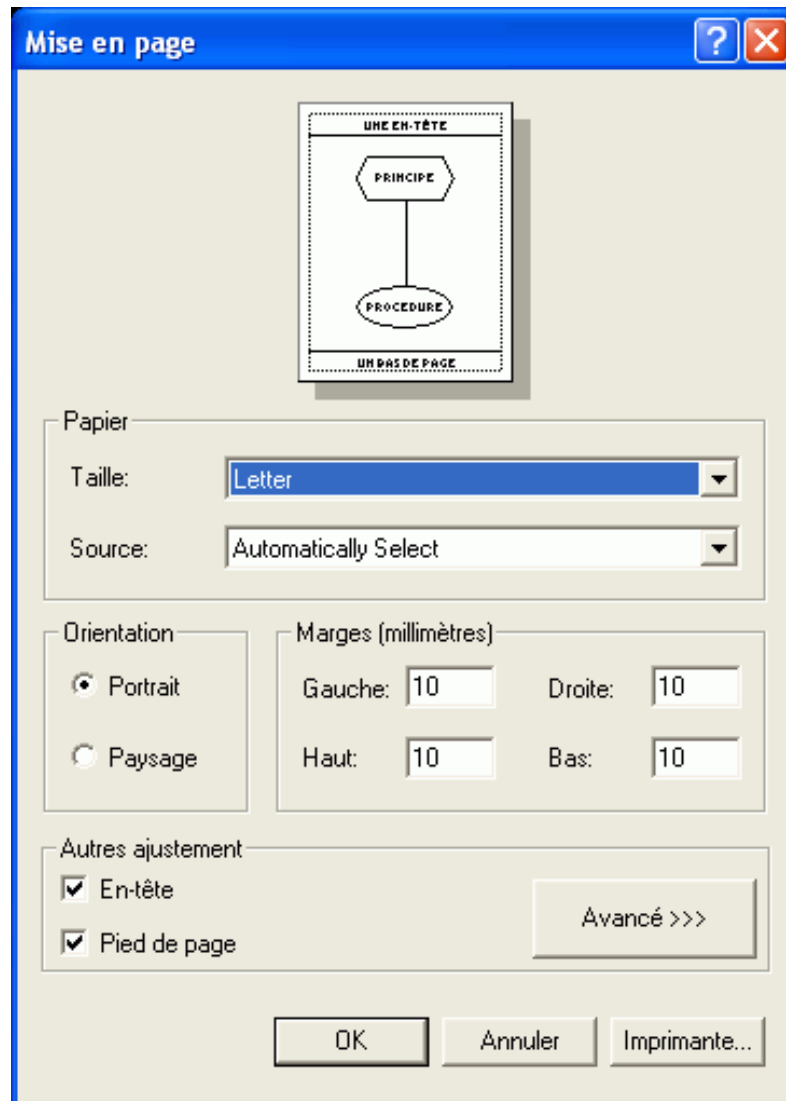 Mise en page
UNE EN-TÊTE
PRINCIPE
PROCEDURE
UN BAS DE PAGE
Papier
Taille: Letter
Source: Automatically Select
Orientation
Portrait
Paysage
Marges (millimètres)
Gauche: 10 Droite: 10
Haut: 10 Bas: 10
Autres ajustement
En-tête
Pied de page
Avancé >>>
OK Annuler Imprimante...